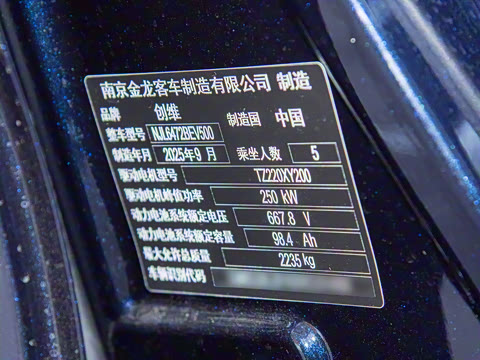 南京金龙客车制造有限公司 制造
品牌 创维 制造国 中国
整车型号 NJL6472BEV500
制造年月 2025年9月 乘坐人数 5
驱动电机型号 TZ220XY200
驱动电机峰值功率 250 kW
动力电池系统额定电压 667.8 V
动力电池系统额定容量 98.4 Ah
最大允许总质量 2235 kg
车辆识别代码